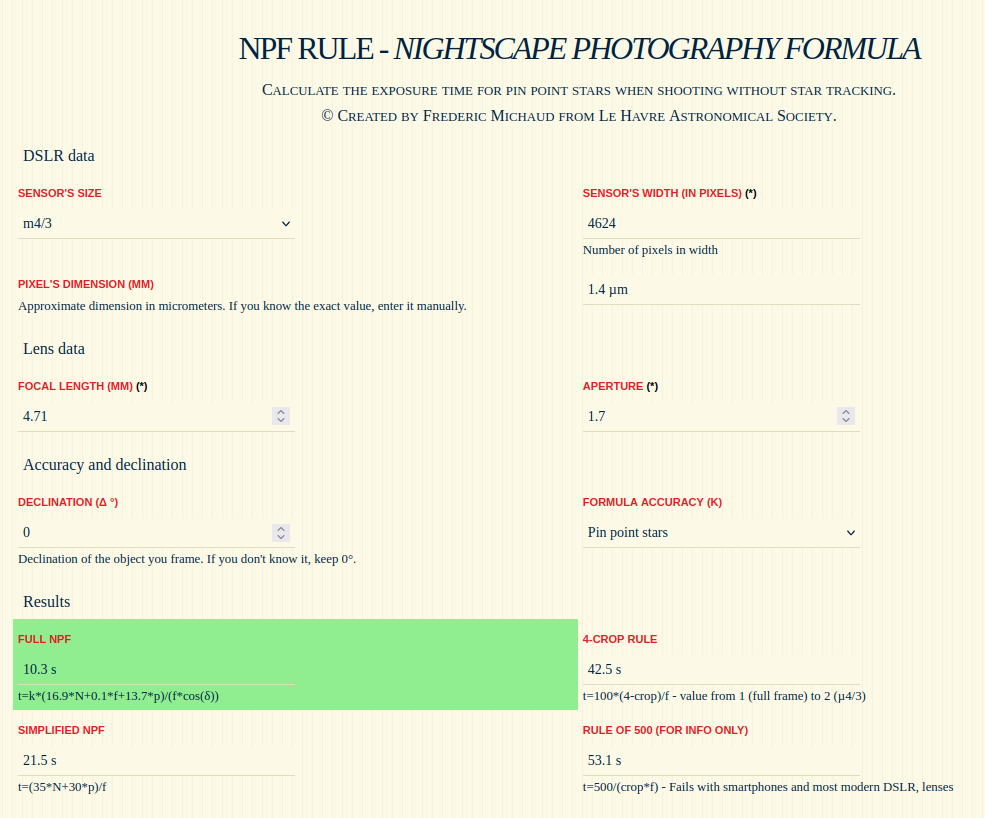 NPF RULE - NIGHTSCAPE PHOTOGRAPHY FORMULA
Calculate the exposure time for pin point stars when shooting without star tracking.
© Created by Frederic Michaud from Le Havre Astronomical Society.
DSLR data
SENSOR'S SIZE
SENSOR'S WIDTH (IN PIXELS) (*)
m4/3
4624
Number of pixels in width
PIXEL'S DIMENSION (MM)
1.4 µm
Approximate dimension in micrometers. If you know the exact value, enter it manually.
Lens data
FOCAL LENGTH (MM) (*)
APERTURE (*)
4.71
1.7
Accuracy and declination
DECLINATION (Δ °)
FORMULA ACCURACY (K)
0
Pin point stars
Declination of the object you frame. If you don't know it, keep 0°.
Results
FULL NPF
4-CROP RULE
10.3 s
42.5 s
t=k*(16.9*N+0.1*f+13.7*p)/(f*cos(δ))
t=100*(4-crop)/f - value from 1 (full frame) to 2 (µ4/3)
SIMPLIFIED NPF
RULE OF 500 (FOR INFO ONLY)
21.5 s
53.1 s
t=(35*N+30*p)/f
t=500/(crop*f) - Fails with smartphones and most modern DSLR, lenses